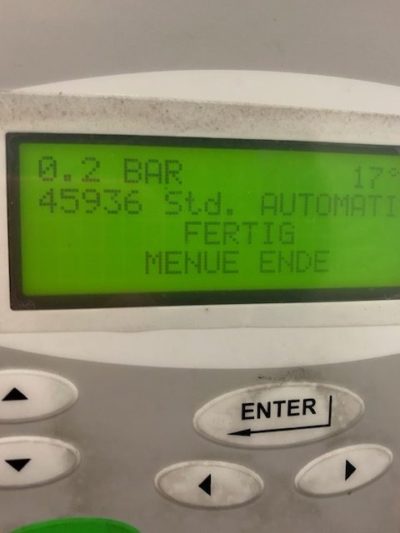 0.2 BAR 17°
45936 Std. AUTOMATI
FERTIG
MENUE ENDE
ENTER